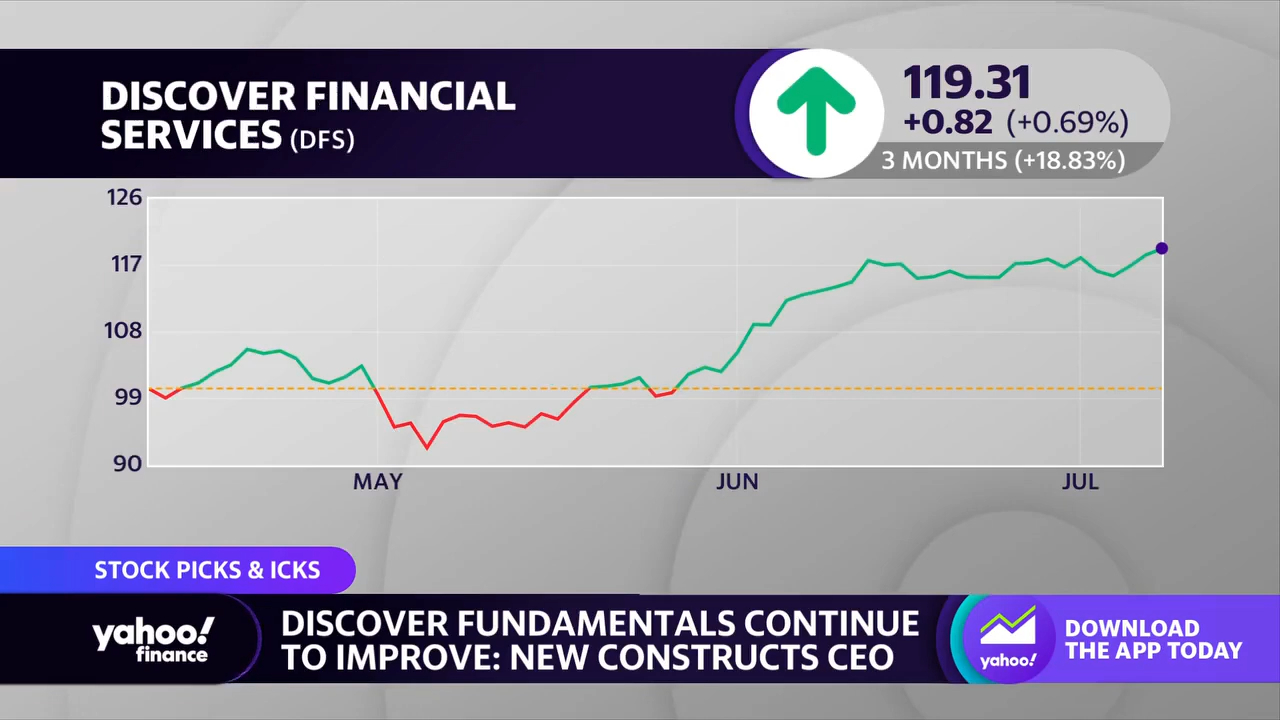 DISCOVER FINANCIAL
SERVICES (DFS)
119.31
+0.82 (+0.69%)
3 MONTHS (+18.83%)
126
117
108
99
90
MAY JUN JUL
STOCK PICKS & ICKS
yahoo!
finance
DISCOVER FUNDAMENTALS CONTINUE
TO IMPROVE: NEW CONSTRUCTS CEO
yahoo!
DOWNLOAD
THE APP TODAY